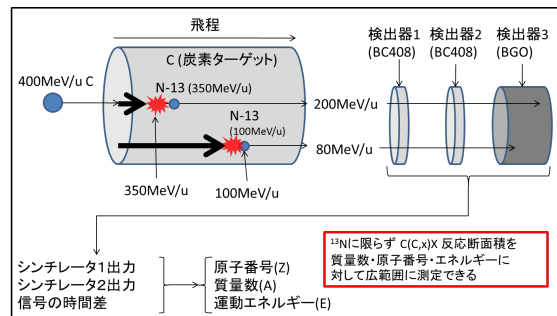 飛程
C (炭素ターゲット)
400MeV/u C
N-13 (350MeV/u)
N-13
(100MeV/u)
350MeV/u
100MeV/u
検出器1
(BC408)
検出器2
(BC408)
検出器3
(BGO)
200MeV/u
80MeV/u
シンチレータ1出力
シンチレータ2出力
信号の時間差
原子番号(Z)
質量数(A)
運動エネルギー(E)
¹³Nに限らず C(C,x)X 反応断面積を
質量数・原子番号・エネルギーに
対して広範囲に測定できる